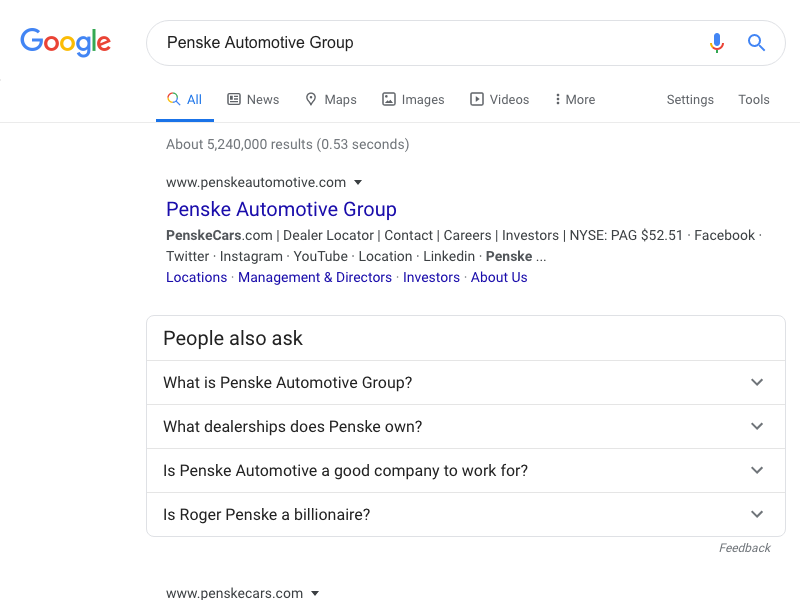 Google
Penske Automotive Group
All News Maps Images Videos More Settings Tools
About 5,240,000 results (0.53 seconds)
www.penskeautomotive.com
Penske Automotive Group
PenskeCars.com | Dealer Locator | Contact | Careers | Investors | NYSE: PAG $52.51 · Facebook ·
Twitter · Instagram · YouTube · Location · Linkedin · Penske ...
Locations · Management & Directors · Investors · About Us
People also ask
What is Penske Automotive Group?
What dealerships does Penske own?
Is Penske Automotive a good company to work for?
Is Roger Penske a billionaire?
Feedback
www.penskecars.com